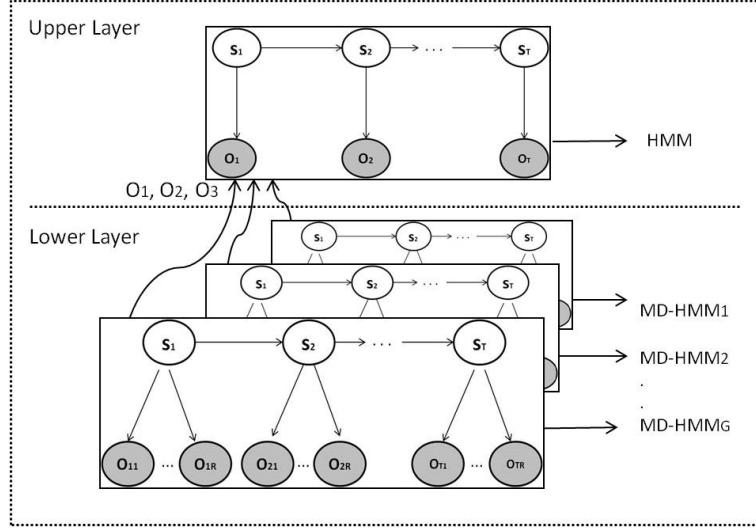 Upper Layer
S1 S2 . . . ST
O1 O2 OT
HMM
O1, O2, O3
Lower Layer
S1 S2 . . . ST
S1 S2 . . . ST
MD-HMM1
S1 S2 . . . ST
MD-HMM2
.
.
MD-HMMG
O11 ... O1R O21 ... O2R OT1 ... OTR